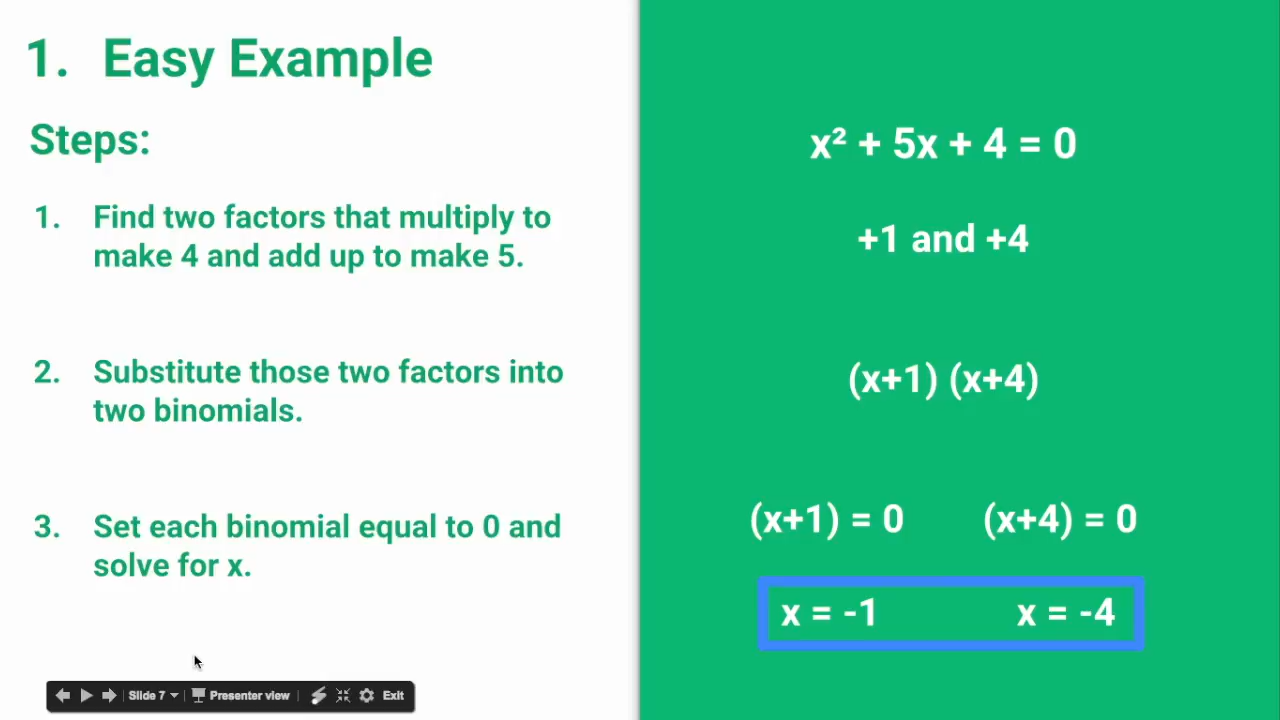 1. Easy Example
Steps:
1. Find two factors that multiply to
make 4 and add up to make 5.
2. Substitute those two factors into
two binomials.
3. Set each binomial equal to 0 and
solve for x.
x² + 5x + 4 = 0
+1 and +4
(x+1) (x+4)
(x+1) = 0 (x+4) = 0
x = -1 x = -4
Slide 7 Presenter view Exit